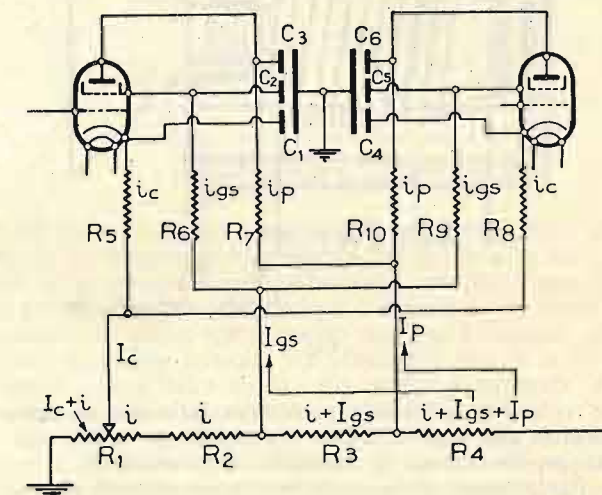 C3 C6
C2 C5
C1 C4
ic igs ip ip igs ic
R5 R6 R7 R10 R9 R8
Ic Igs Ip
Ic+i i i i+Igs i+Igs+Ip
R1 R2 R3 R4